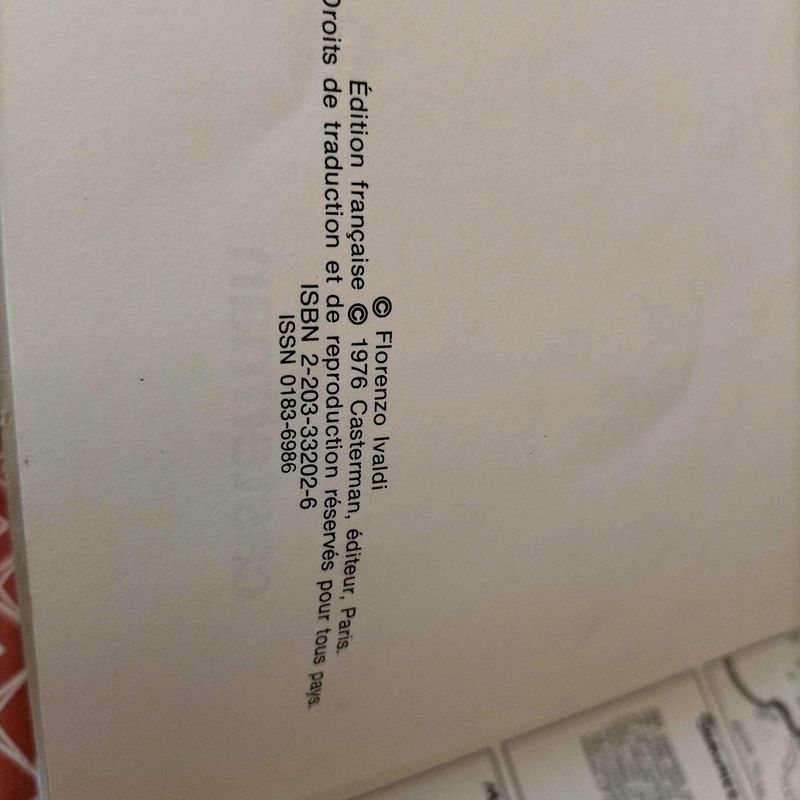 © Florenzo Ivaldi
Édition française © 1976 Casterman, éditeur, Paris.
Droits de traduction et de reproduction réservés pour tous pays.
ISBN 2-203-33202-6
ISSN 0183-6986